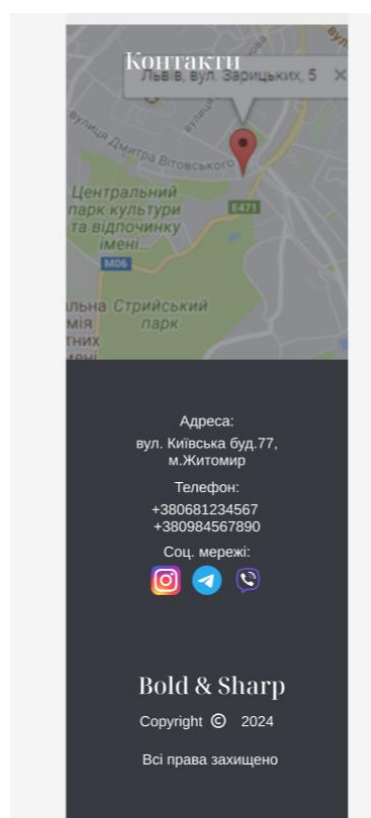 Контакти
Львів, вул. Зарицьких, 5
вулиця Дмитра Вітовського
вулиця
Центральний
парк культури
та відпочинку
імені...
E471
M06
Стрийський
парк
Адреса:
вул. Київська буд.77,
м.Житомир
Телефон:
+380681234567
+380984567890
Соц. мережі:
Bold & Sharp
Copyright © 2024
Всі права захищено